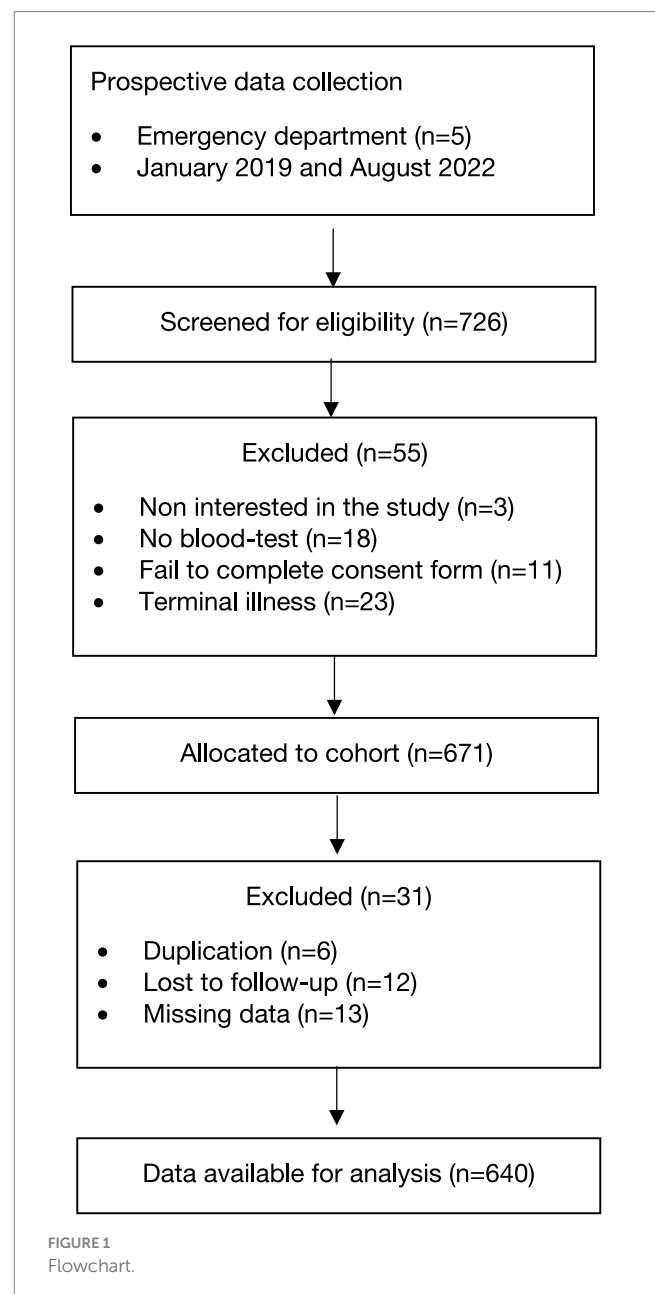 Prospective data collection
• Emergency department (n=5)
• January 2019 and August 2022
Screened for eligibility (n=726)
Excluded (n=55)
• Non interested in the study (n=3)
• No blood-test (n=18)
• Fail to complete consent form (n=11)
• Terminal illness (n=23)
Allocated to cohort (n=671)
Excluded (n=31)
• Duplication (n=6)
• Lost to follow-up (n=12)
• Missing data (n=13)
Data available for analysis (n=640)
FIGURE 1
Flowchart.